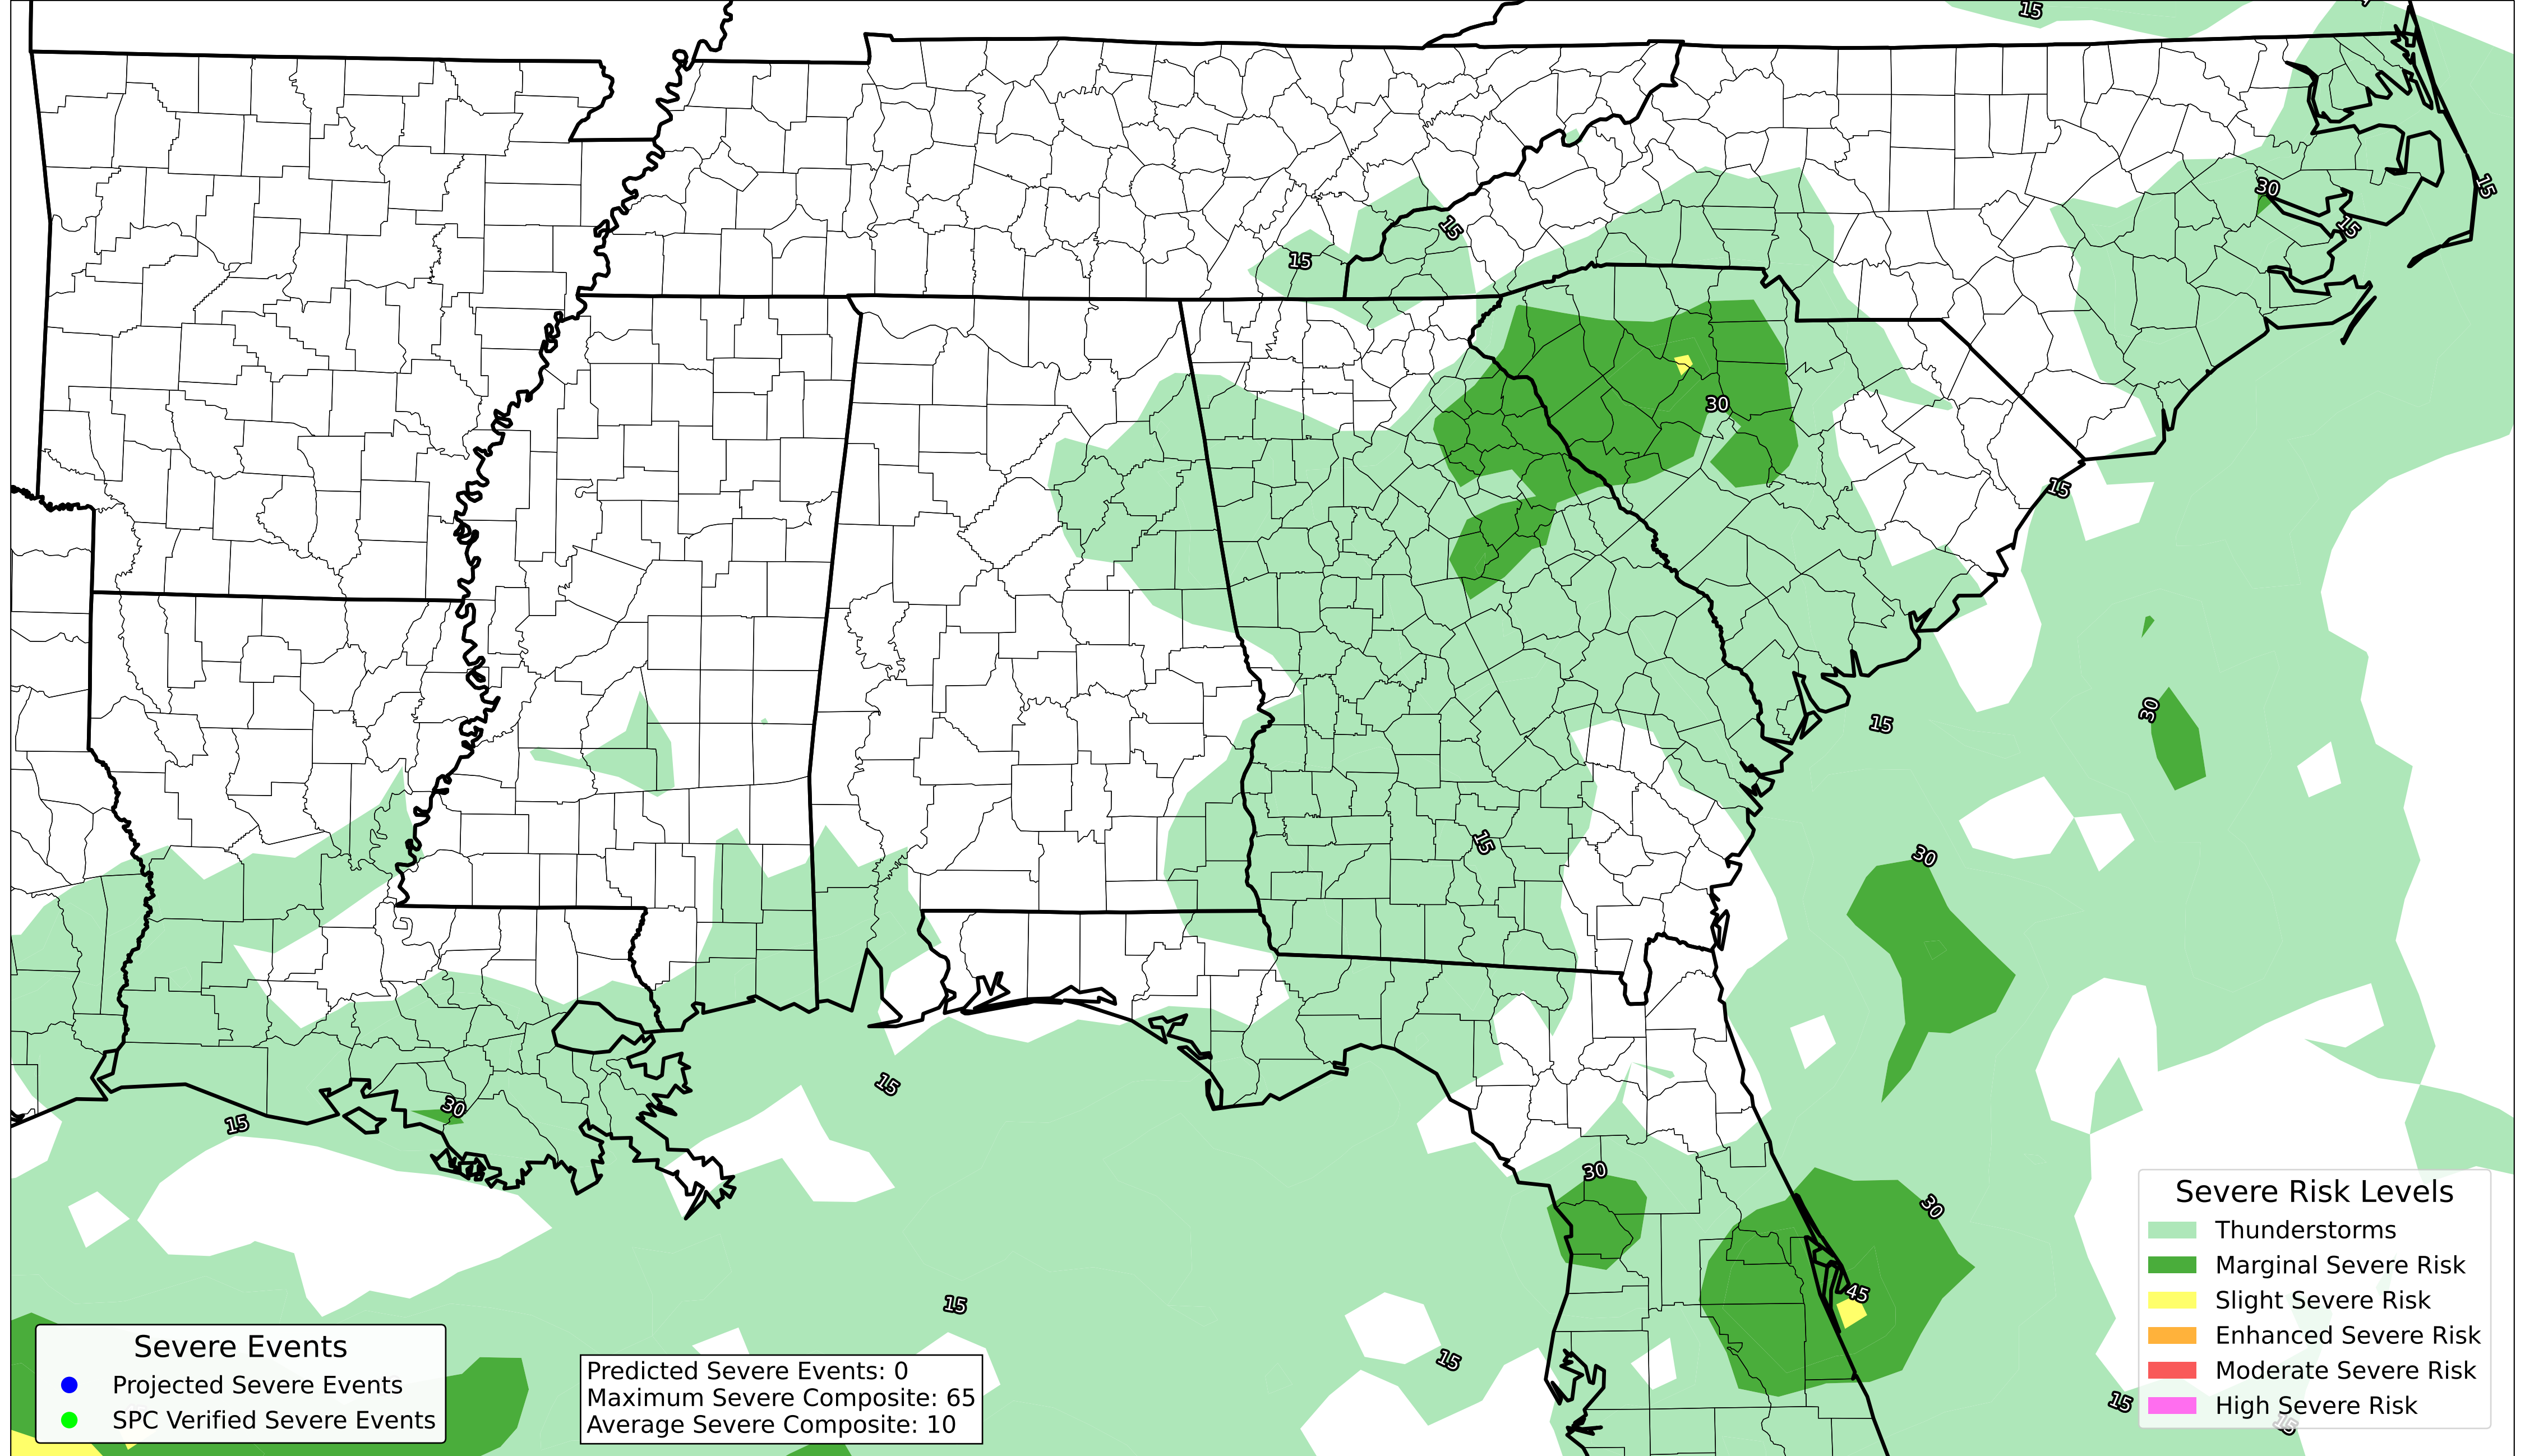 15
15
30
15
15
15
30
15
30
15
30
15
30
15
30
15
30
30
45
15
15
15
15
Severe Risk Levels
Thunderstorms
Marginal Severe Risk
Slight Severe Risk
Enhanced Severe Risk
Moderate Severe Risk
High Severe Risk
Severe Events
Projected Severe Events
SPC Verified Severe Events
Predicted Severe Events: 0
Maximum Severe Composite: 65
Average Severe Composite: 10